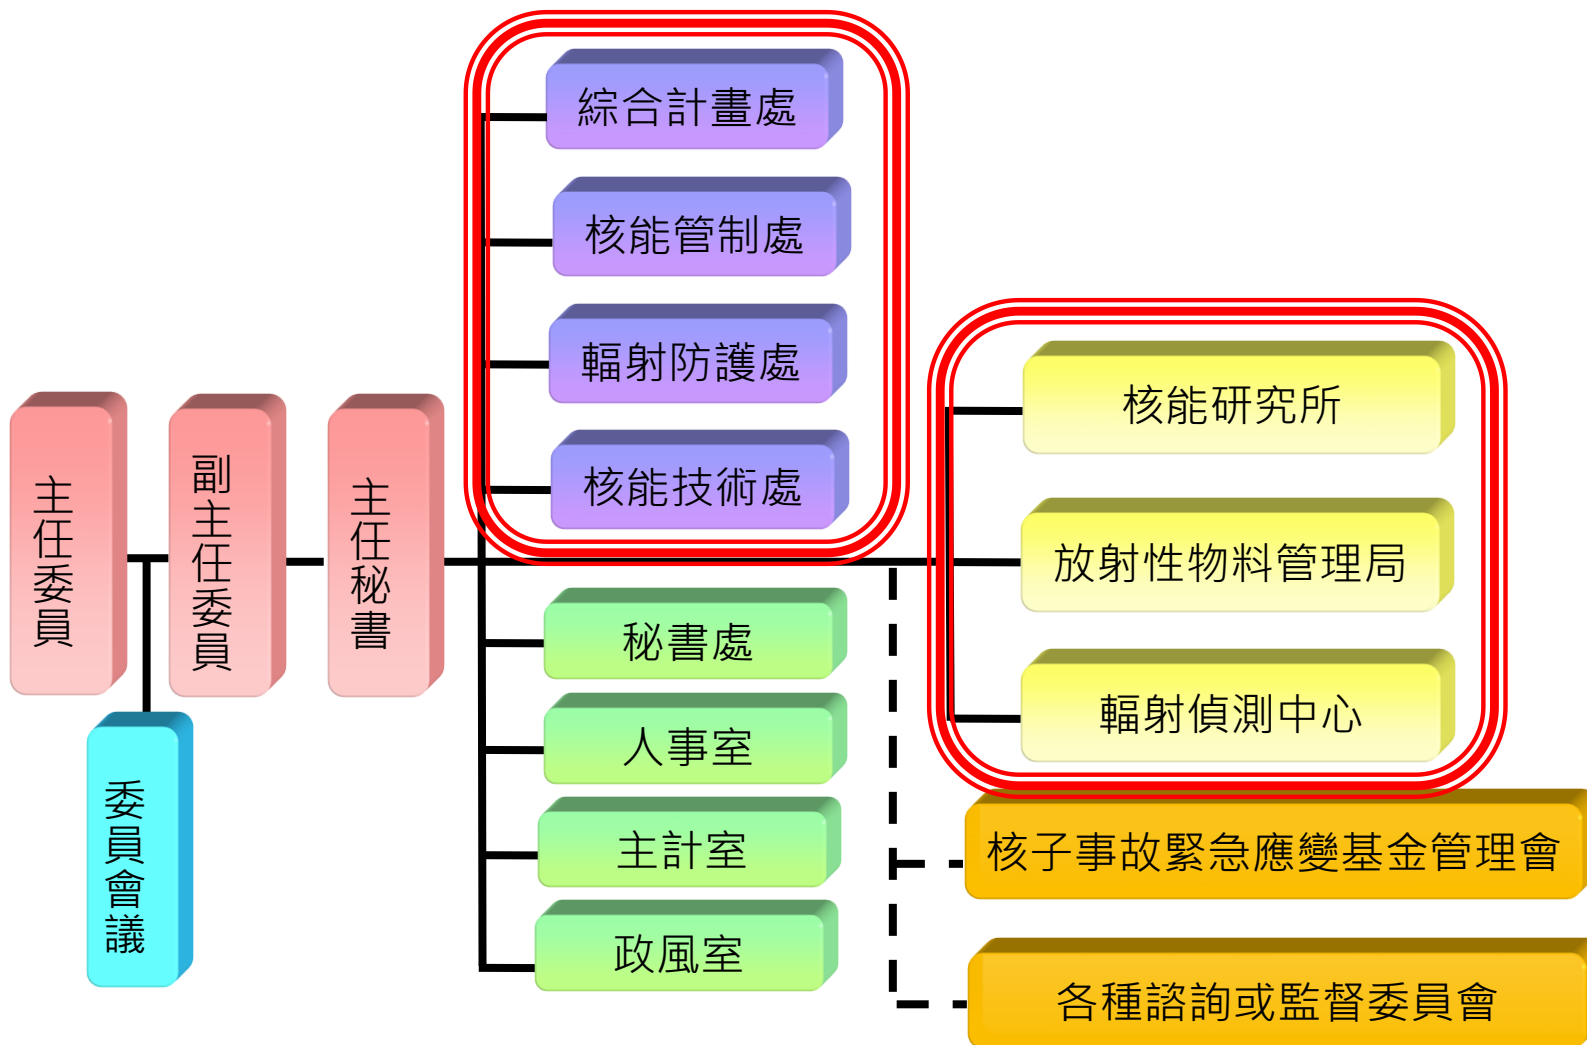 主任委員
副主任委員
主任秘書
委員會議
綜合計畫處
核能管制處
輻射防護處
核能技術處
秘書處
人事室
主計室
政風室
核能研究所
放射性物料管理局
輻射偵測中心
核子事故緊急應變基金管理會
各種諮詢或監督委員會